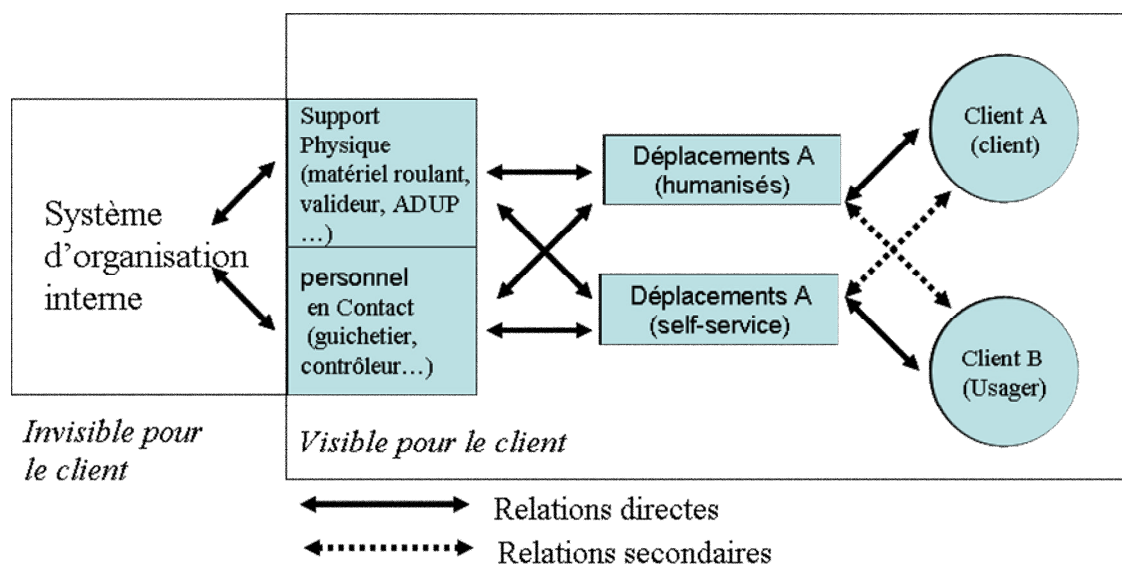 Système
d’organisation
interne
Support
Physique
(matériel roulant,
valideur, ADUP
…)
personnel
en Contact
(guichetier,
contrôleur…)
Déplacements A
(humanisés)
Déplacements A
(self-service)
Client A
(client)
Client B
(Usager)
Invisible pour
le client
Visible pour le client
Relations directes
Relations secondaires